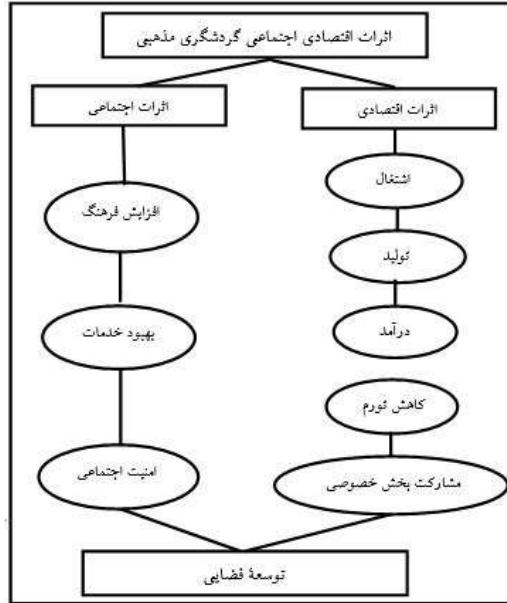 اثرات اقتصادی اجتماعی گردشگری مذهبی
اثرات اقتصادی
اثرات اجتماعی
اشتغال
افزایش فرهنگ
تولید
درآمد
بهبود خدمات
کاهش تورم
امنیت اجتماعی
مشارکت بخش خصوصی
توسعهٔ فضایی